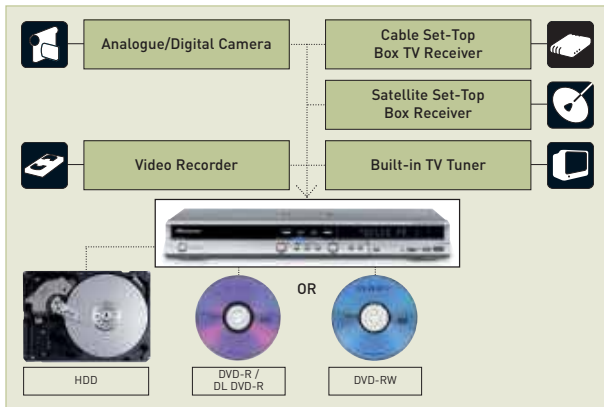 Analogue/Digital Camera
Cable Set-Top
Box TV Receiver
Satellite Set-Top
Box Receiver
Video Recorder
Built-in TV Tuner
OR
HDD
DVD-R /
DL DVD-R
DVD-RW